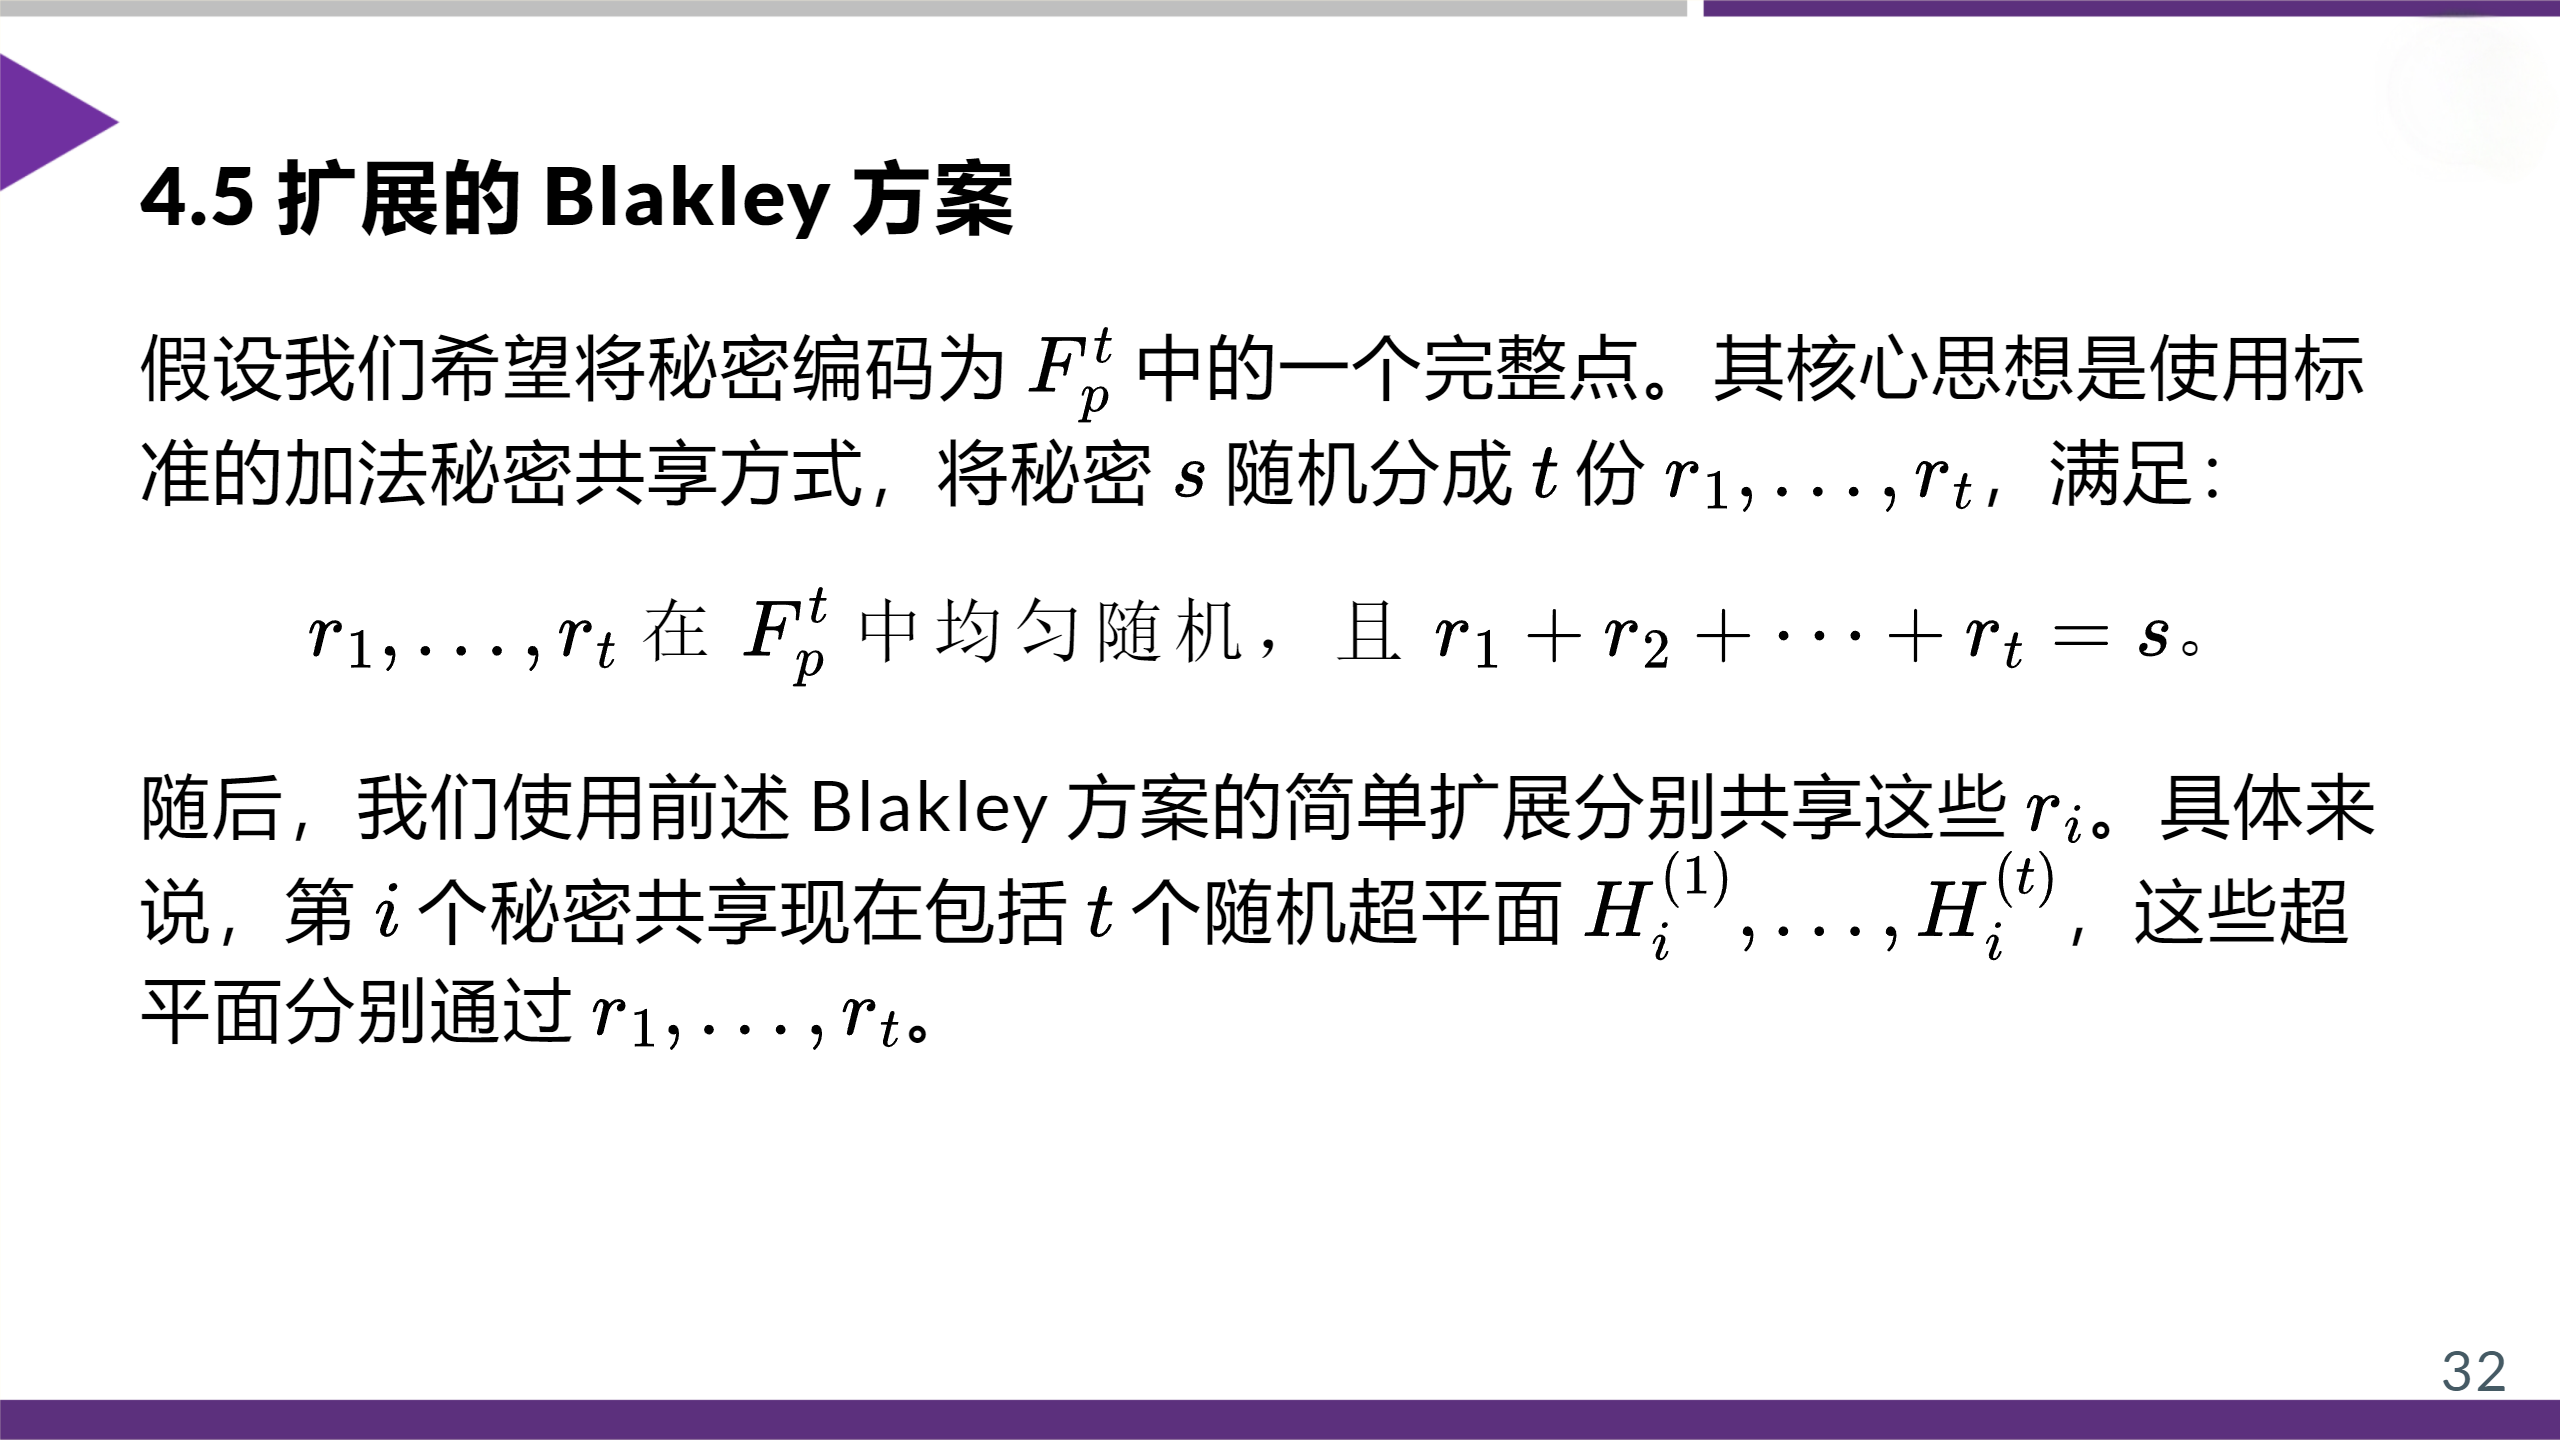 4.5 扩展的 Blakley 方案
假设我们希望将秘密编码为 $F_p^t$ 中的一个完整点。其核心思想是使用标
准的加法秘密共享方式，将秘密 $s$ 随机分成 $t$ 份 $r_1, \ldots, r_t$，满足：
$r_1, \ldots, r_t$ 在 $F_p^t$ 中均匀随机，且 $r_1 + r_2 + \cdots + r_t = s$。
随后，我们使用前述 Blakley 方案的简单扩展分别共享这些 $r_i$。具体来
说，第 $i$ 个秘密共享现在包括 $t$ 个随机超平面 $H_i^{(1)}, \ldots, H_i^{(t)}$，这些超
平面分别通过 $r_1, \ldots, r_t$。
32